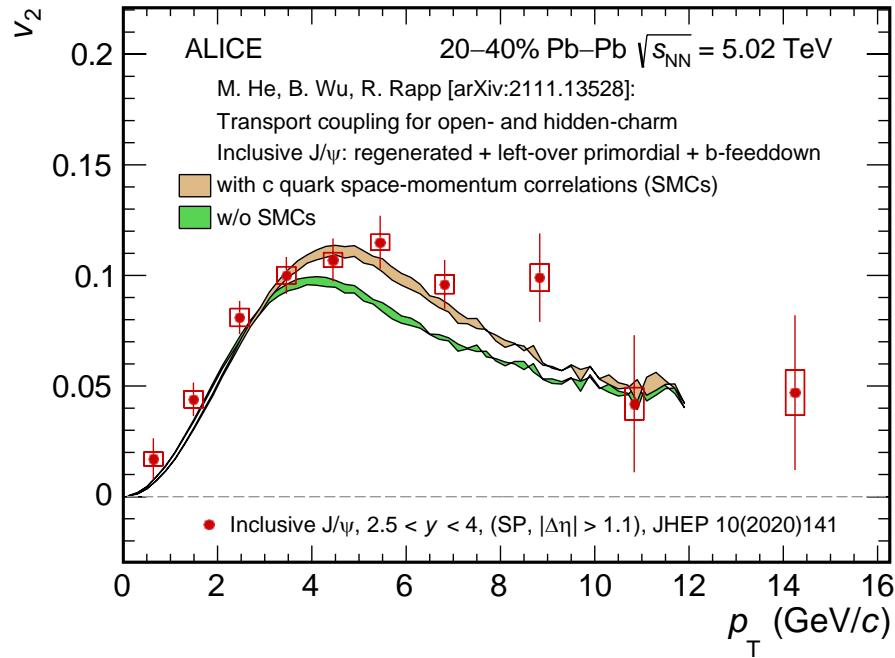 v₂
ALICE
20–40% Pb–Pb √sNN = 5.02 TeV
M. He, B. Wu, R. Rapp [arXiv:2111.13528]:
Transport coupling for open- and hidden-charm
Inclusive J/ψ: regenerated + left-over primordial + b-feeddown
with c quark space-momentum correlations (SMCs)
w/o SMCs
0.2
0.15
0.1
0.05
0
Inclusive J/ψ, 2.5 < y < 4, (SP, |Δη| > 1.1), JHEP 10(2020)141
0 2 4 6 8 10 12 14 16
pT (GeV/c)